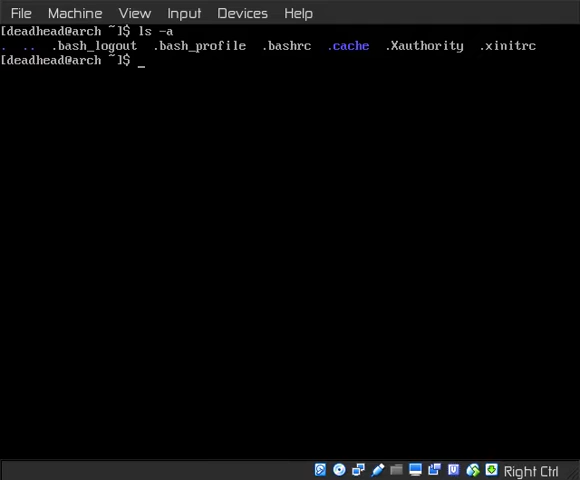 File Machine View Input Devices Help
[deadhead@arch ~]$ ls -a
. .. .bash_logout .bash_profile .bashrc .cache .Xauthority .xinitrc
[deadhead@arch ~]$ _
Right Ctrl